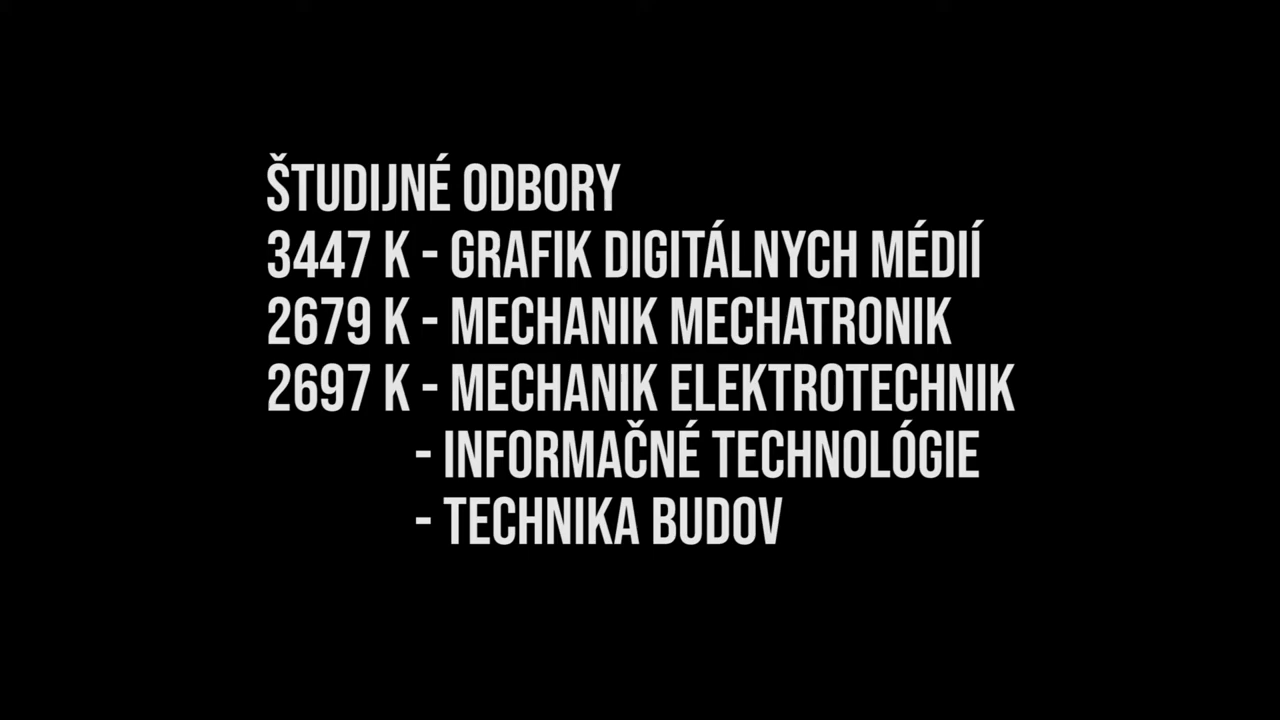 ŠTUDIJNÉ ODBORY
3447 K - GRAFIK DIGITÁLNYCH MÉDIÍ
2679 K - MECHANIK MECHATRONIK
2697 K - MECHANIK ELEKTROTECHNIK
- INFORMAČNÉ TECHNOLÓGIE
- TECHNIKA BUDOV